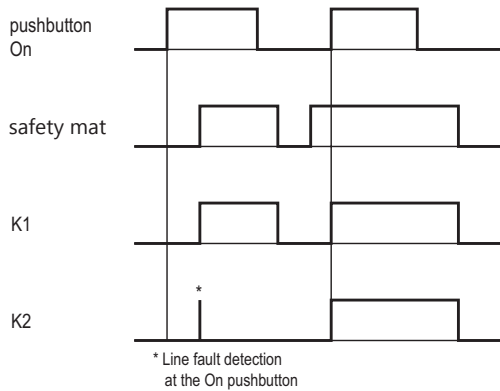 pushbutton
On
safety mat
K1
*
K2
* Line fault detection
at the On pushbutton